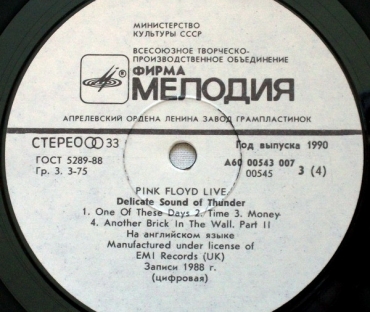 МИНИСТЕРСТВО
КУЛЬТУРЫ СССР
ВСЕСОЮЗНОЕ ТВОРЧЕСКО-
ПРОИЗВОДСТВЕННОЕ ОБЪЕДИНЕНИЕ
ФИРМА
МЕЛОДИЯ
АПРЕЛЕВСКИЙ ОРДЕНА ЛЕНИНА ЗАВОД ГРАМПЛАСТИНОК
СТЕРЕО 33
Год выпуска 1990
ГОСТ 5289-88
А60 00543 007
Гр. 3. 3-75
00545
3 (4)
PINK FLOYD LIVE
Delicate Sound of Thunder
1. One Of These Days 2. Time 3. Money
4. Another Brick In The Wall. Part II
На английском языке
Manufactured under license of
EMI Records (UK)
Записи 1988 г.
(цифровая)